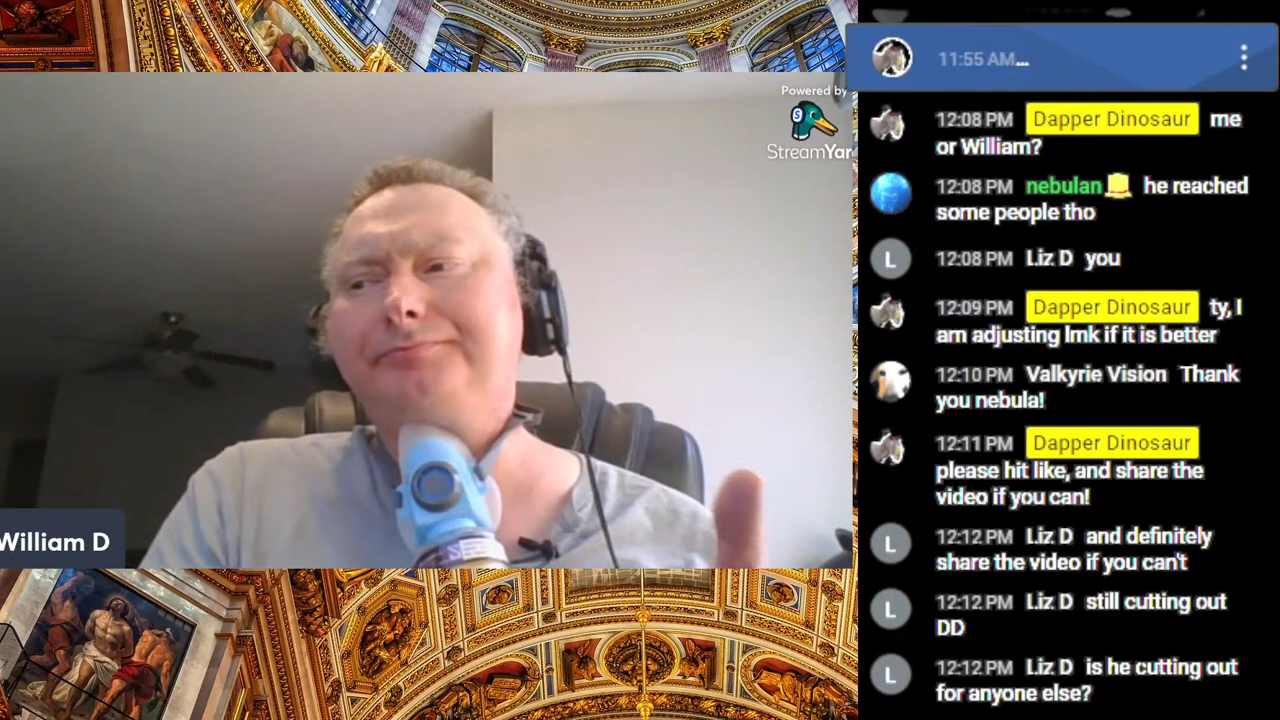 Powered by
StreamYar
William D
11:55 AM...
12:08 PM Dapper Dinosaur me
or William?
12:08 PM nebulan he reached
some people tho
L 12:08 PM Liz D you
12:09 PM Dapper Dinosaur ty, I
am adjusting lmk if it is better
12:10 PM Valkyrie Vision Thank
you nebula!
12:11 PM Dapper Dinosaur
please hit like, and share the
video if you can!
L 12:12 PM Liz D and definitely
share the video if you can't
L 12:12 PM Liz D still cutting out
DD
L 12:12 PM Liz D is he cutting out
for anyone else?